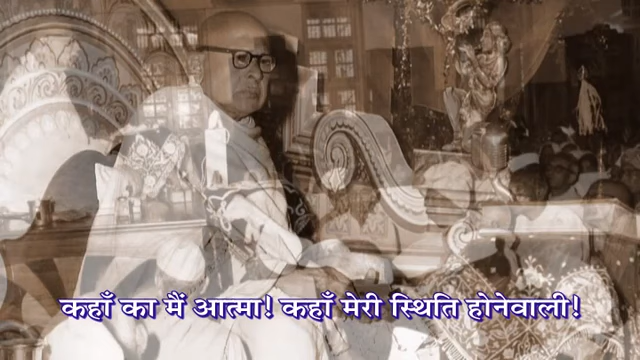 कहाँ का मैं आत्मा! कहाँ मेरी स्थिति होनेवाली!